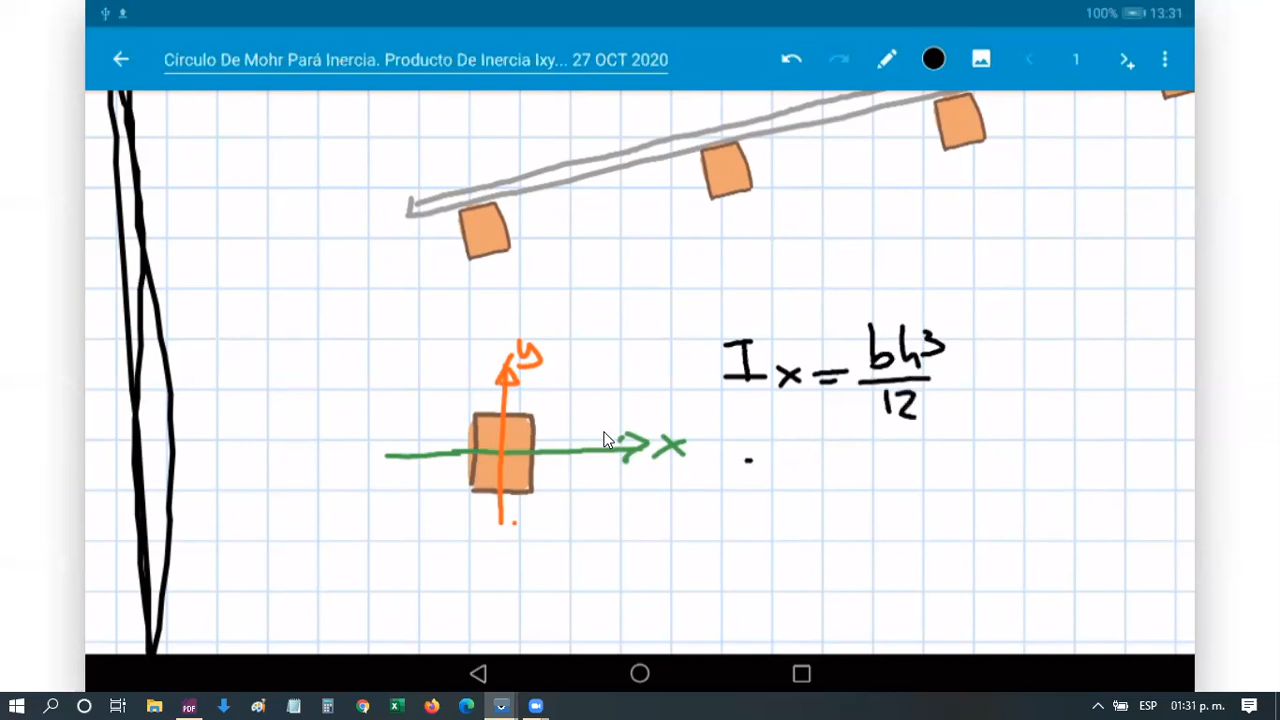 100% 13:31
Círculo De Mohr Pará Inercia. Producto De Inercia Ixy... 27 OCT 2020
1
y
x
I x = bh³
12
PDF
ESP 01:31 p. m.